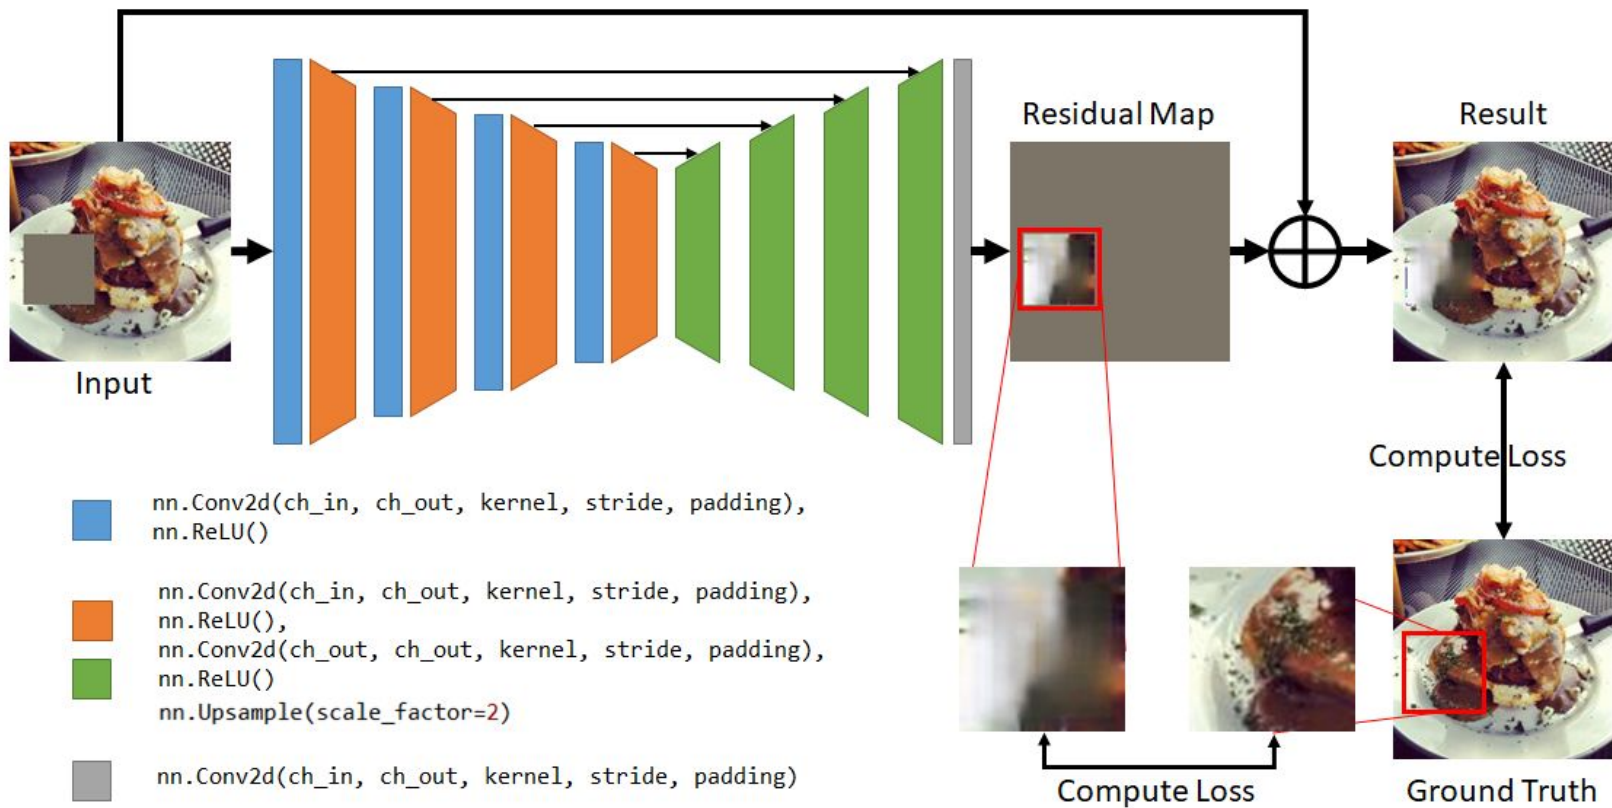 Residual Map
Result
Input
Compute Loss
nn.Conv2d(ch_in, ch_out, kernel, stride, padding),
nn.ReLU()
nn.Conv2d(ch_in, ch_out, kernel, stride, padding),
nn.ReLU(),
nn.Conv2d(ch_out, ch_out, kernel, stride, padding),
nn.ReLU()
nn.Upsample(scale_factor=2)
nn.Conv2d(ch_in, ch_out, kernel, stride, padding)
Compute Loss
Ground Truth